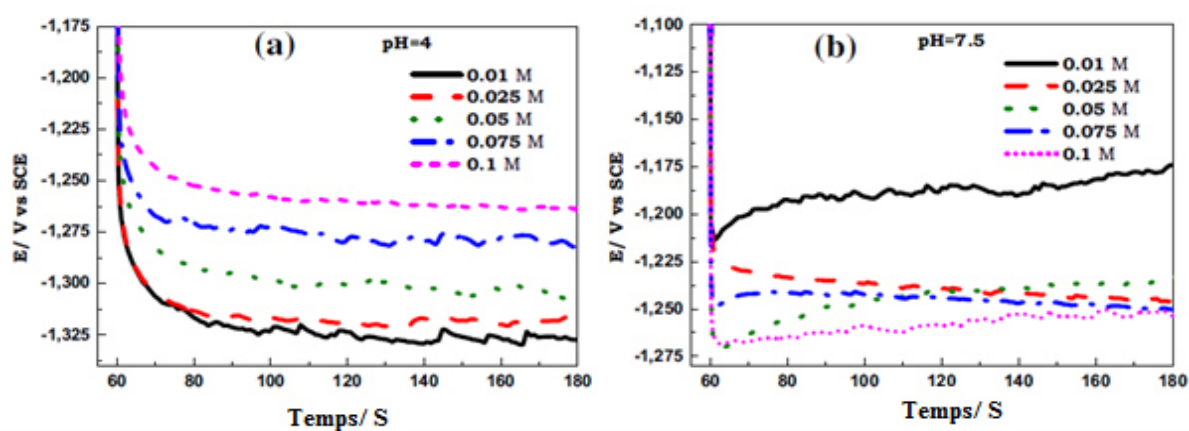 (a)
pH=4
0.01 M
0.025 M
0.05 M
0.075 M
0.1 M
E/ V vs SCE
-1,175
-1,200
-1,225
-1,250
-1,275
-1,300
-1,325
60 80 100 120 140 160 180
Temps/ S
(b)
pH=7.5
0.01 M
0.025 M
0.05 M
0.075 M
0.1 M
E/ V vs SCE
-1,100
-1,125
-1,150
-1,175
-1,200
-1,225
-1,250
-1,275
60 80 100 120 140 160 180
Temps/ S